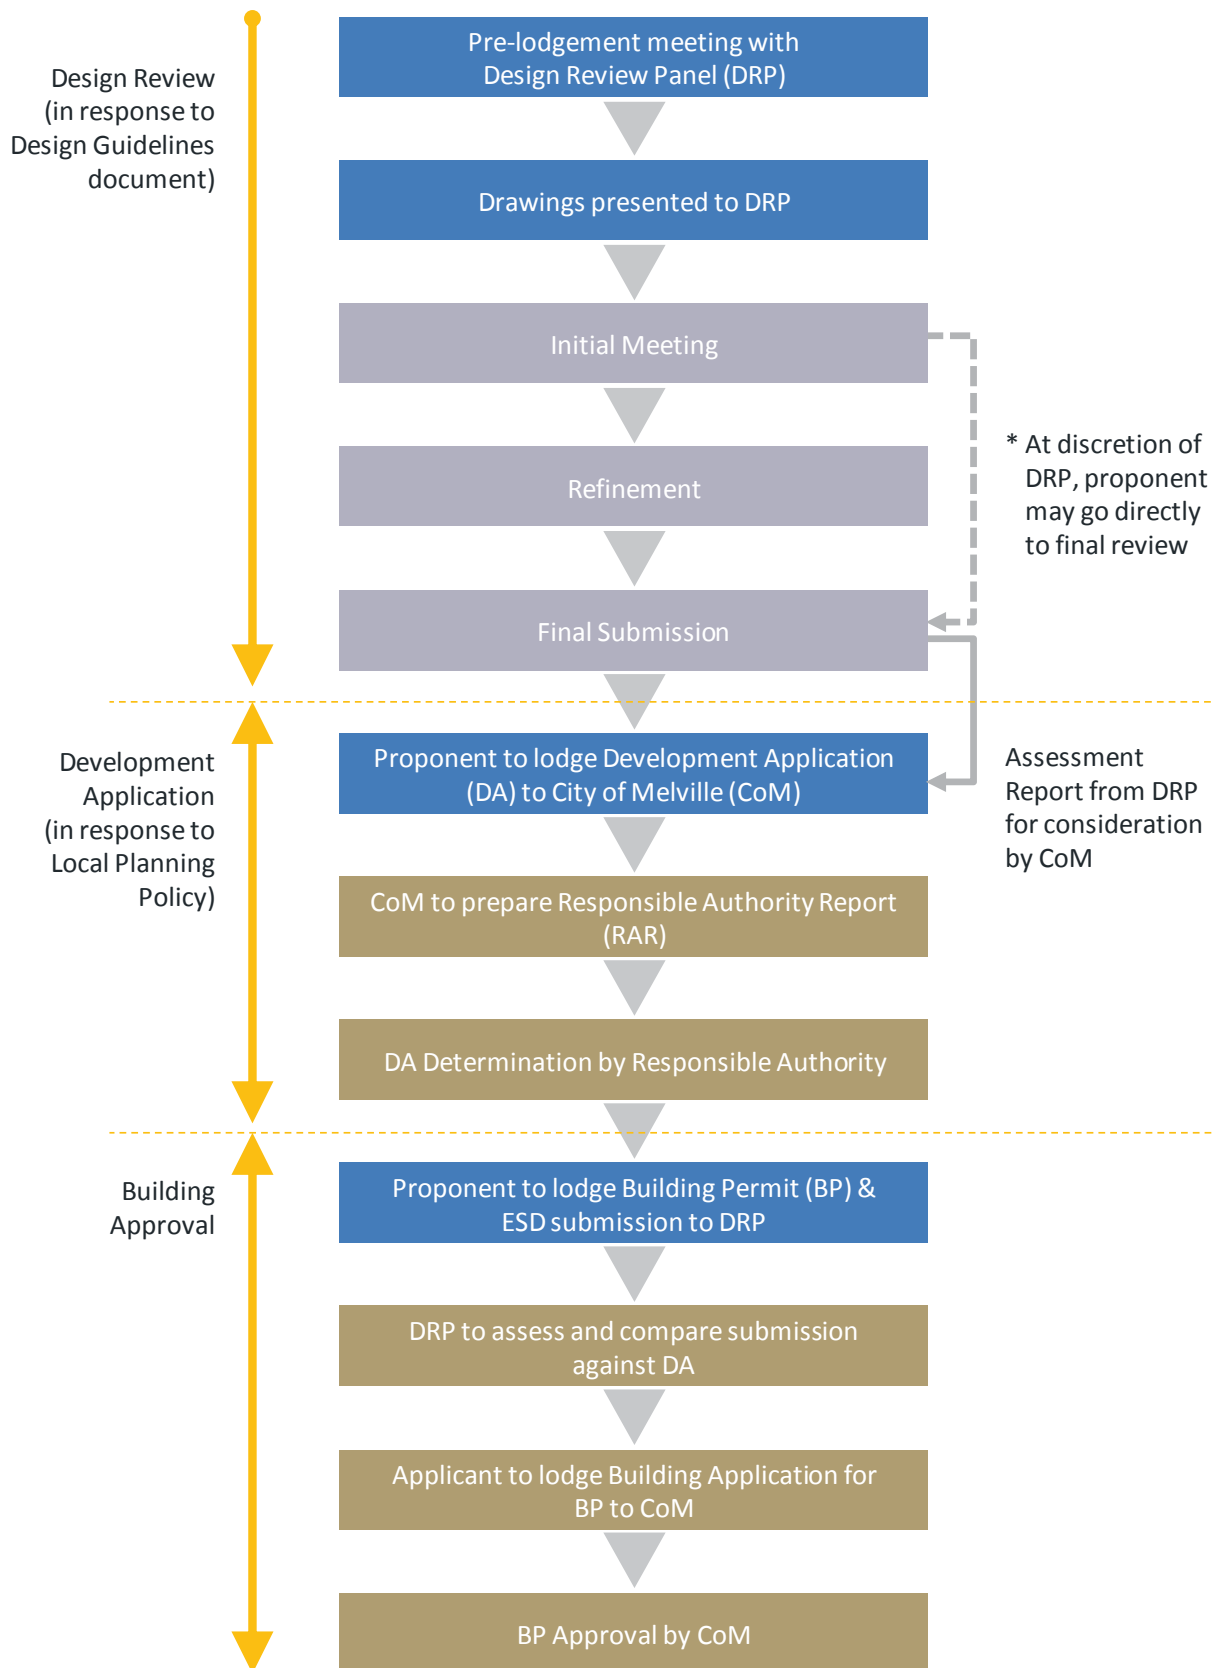 Pre-lodgement meeting with
Design Review Panel (DRP)
Design Review
(in response to
Design Guidelines
document)
Drawings presented to DRP
Initial Meeting
* At discretion of
DRP, proponent
may go directly
to final review
Refinement
Final Submission
Development
Application
(in response to
Local Planning
Policy)
Proponent to lodge Development Application
(DA) to City of Melville (CoM)
Assessment
Report from DRP
for consideration
by CoM
CoM to prepare Responsible Authority Report
(RAR)
DA Determination by Responsible Authority
Building
Approval
Proponent to lodge Building Permit (BP) &
ESD submission to DRP
DRP to assess and compare submission
against DA
Applicant to lodge Building Application for
BP to CoM
BP Approval by CoM